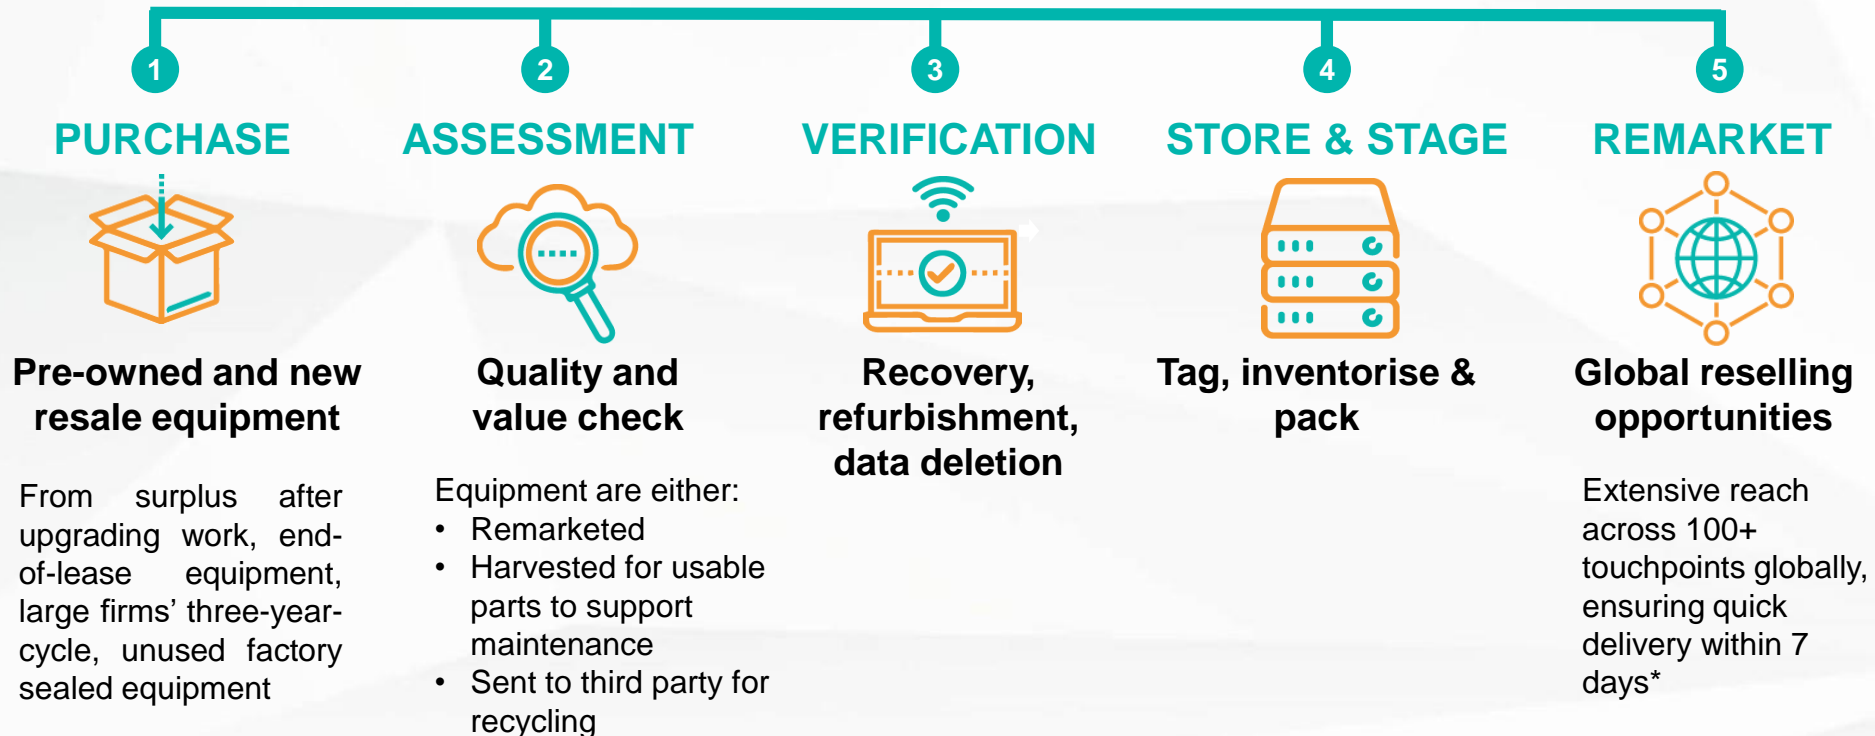 1
PURCHASE
Pre-owned and new
resale equipment
From surplus after
upgrading work, end-
of-lease equipment,
large firms’ three-year-
cycle, unused factory
sealed equipment
2
ASSESSMENT
Quality and
value check
Equipment are either:
• Remarketed
• Harvested for usable
parts to support
maintenance
• Sent to third party for
recycling
3
VERIFICATION
Recovery,
refurbishment,
data deletion
4
STORE & STAGE
Tag, inventorise &
pack
5
REMARKET
Global reselling
opportunities
Extensive reach
across 100+
touchpoints globally,
ensuring quick
delivery within 7
days*